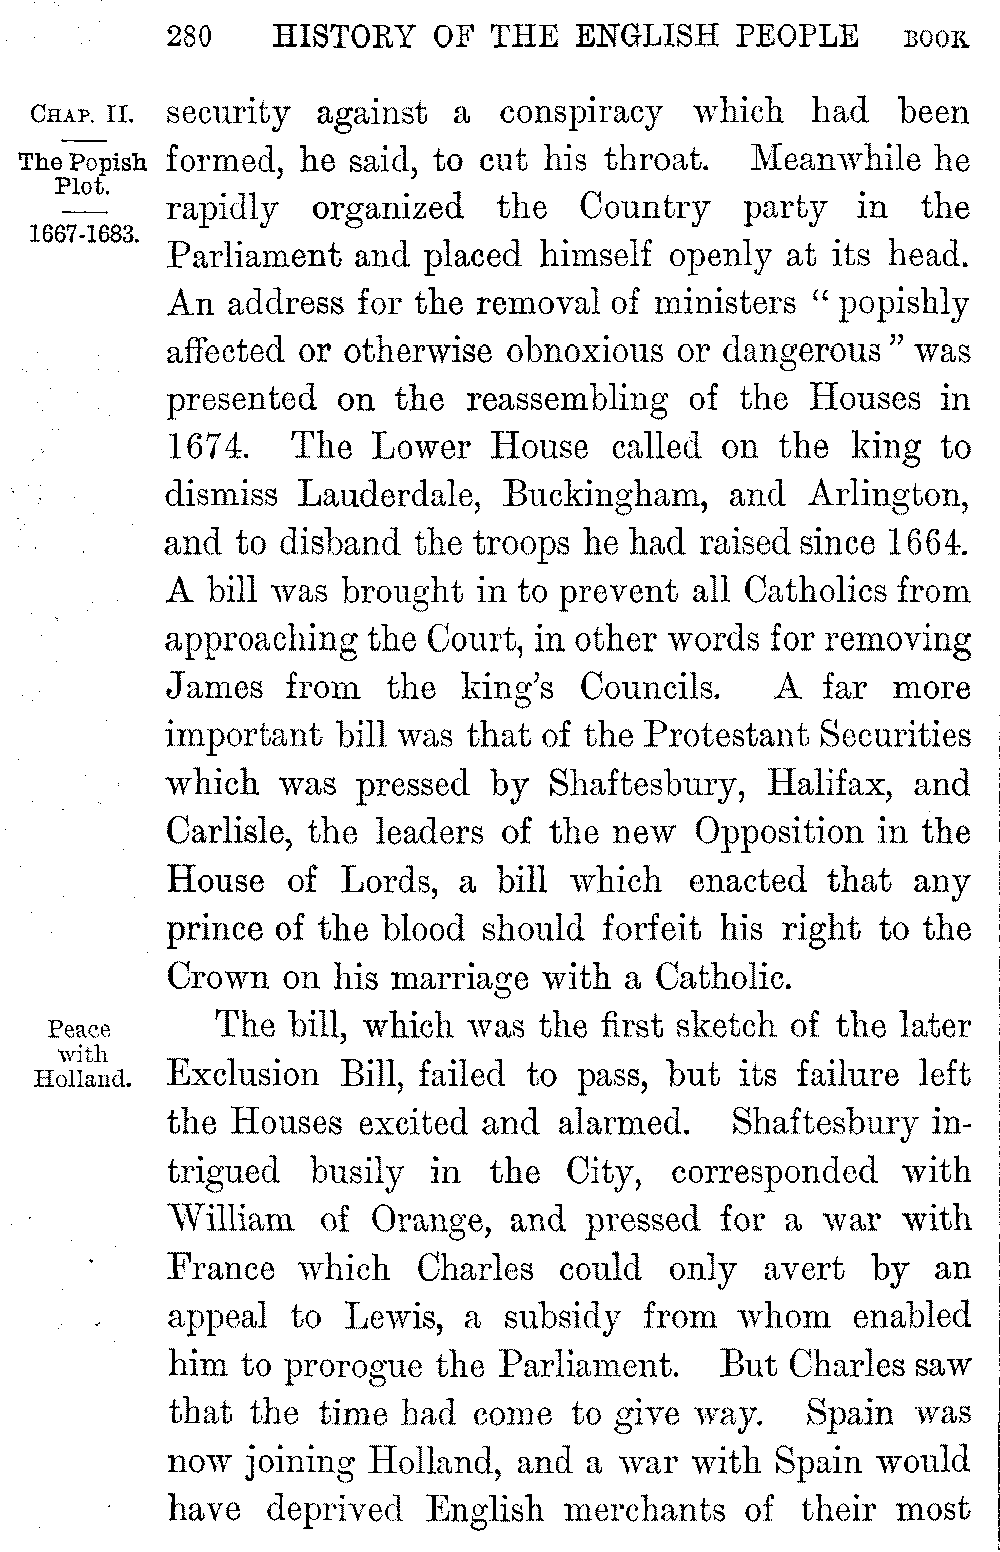 280 HISTORY OF THE ENGLISH PEOPLE BOOK
CHAP. II.
The Popish
Plot.
1667-1683.
security against a conspiracy which had been
formed, he said, to cut his throat. Meanwhile he
rapidly organized the Country party in the
Parliament and placed himself openly at its head.
An address for the removal of ministers “ popishly
affected or otherwise obnoxious or dangerous ” was
presented on the reassembling of the Houses in
1674. The Lower House called on the king to
dismiss Lauderdale, Buckingham, and Arlington,
and to disband the troops he had raised since 1664.
A bill was brought in to prevent all Catholics from
approaching the Court, in other words for removing
James from the king’s Councils. A far more
important bill was that of the Protestant Securities
which was pressed by Shaftesbury, Halifax, and
Carlisle, the leaders of the new Opposition in the
House of Lords, a bill which enacted that any
prince of the blood should forfeit his right to the
Crown on his marriage with a Catholic.
Peace
with
Holland.
The bill, which was the first sketch of the later
Exclusion Bill, failed to pass, but its failure left
the Houses excited and alarmed. Shaftesbury in-
trigued busily in the City, corresponded with
William of Orange, and pressed for a war with
France which Charles could only avert by an
appeal to Lewis, a subsidy from whom enabled
him to prorogue the Parliament. But Charles saw
that the time had come to give way. Spain was
now joining Holland, and a war with Spain would
have deprived English merchants of their most